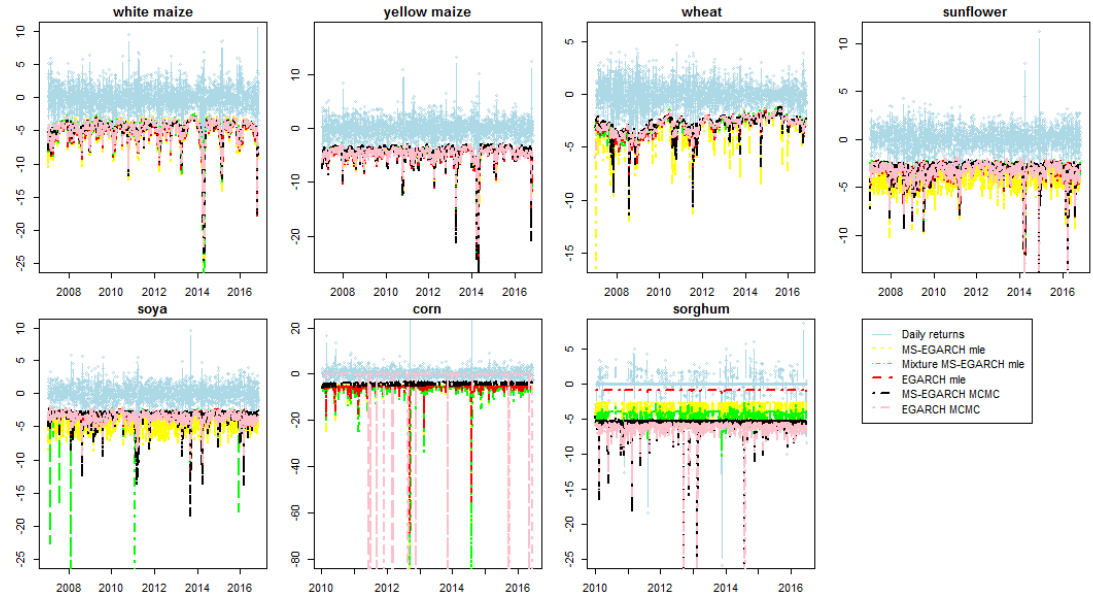 white maize
10
5
0
-5
-10
-15
-20
-25
2008 2010 2012 2014 2016
yellow maize
10
0
-10
-20
2008 2010 2012 2014 2016
wheat
5
0
-5
-10
-15
2008 2010 2012 2014 2016
sunflower
10
5
0
-5
-10
2008 2010 2012 2014 2016
soya
10
5
0
-5
-10
-15
-20
-25
2008 2010 2012 2014 2016
corn
20
0
-20
-40
-60
-80
2010 2012 2014 2016
sorghum
5
0
-5
-10
-15
-20
-25
2010 2012 2014 2016
Daily returns
MS-EGARCH mle
Mixture MS-EGARCH mle
EGARCH mle
MS-EGARCH MCMC
EGARCH MCMC